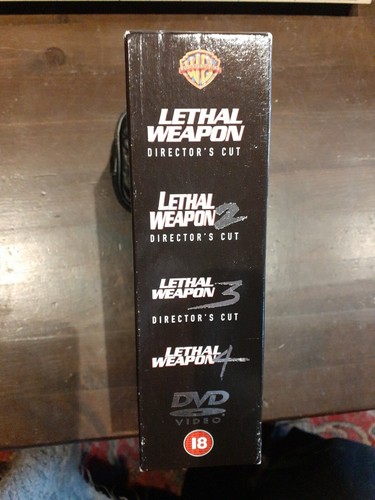 WB
LETHAL
WEAPON
DIRECTOR'S CUT
LETHAL
WEAPON 2
DIRECTOR'S CUT
LETHAL
WEAPON 3
DIRECTOR'S CUT
LETHAL
WEAPON 4
DVD
VIDEO
18